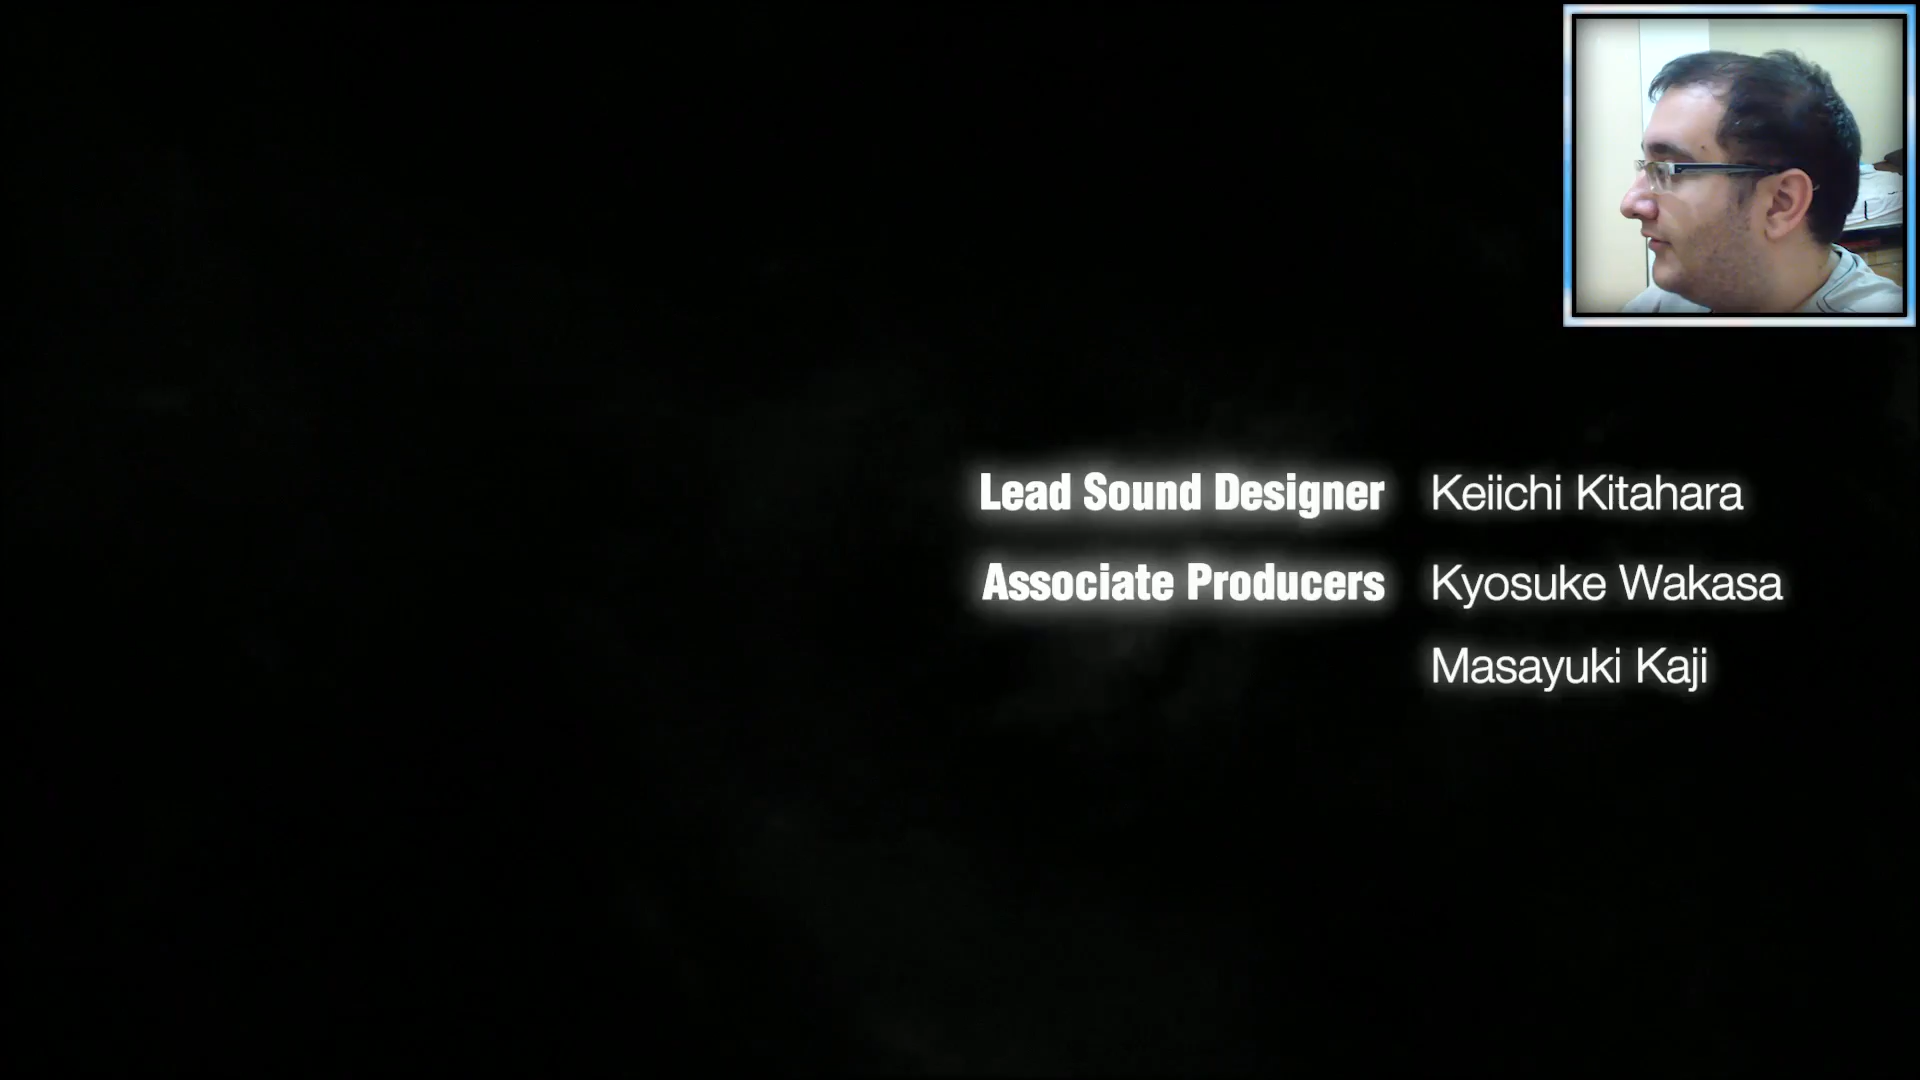 Lead Sound Designer Keiichi Kitahara
Associate Producers Kyosuke Wakasa
Masayuki Kaji